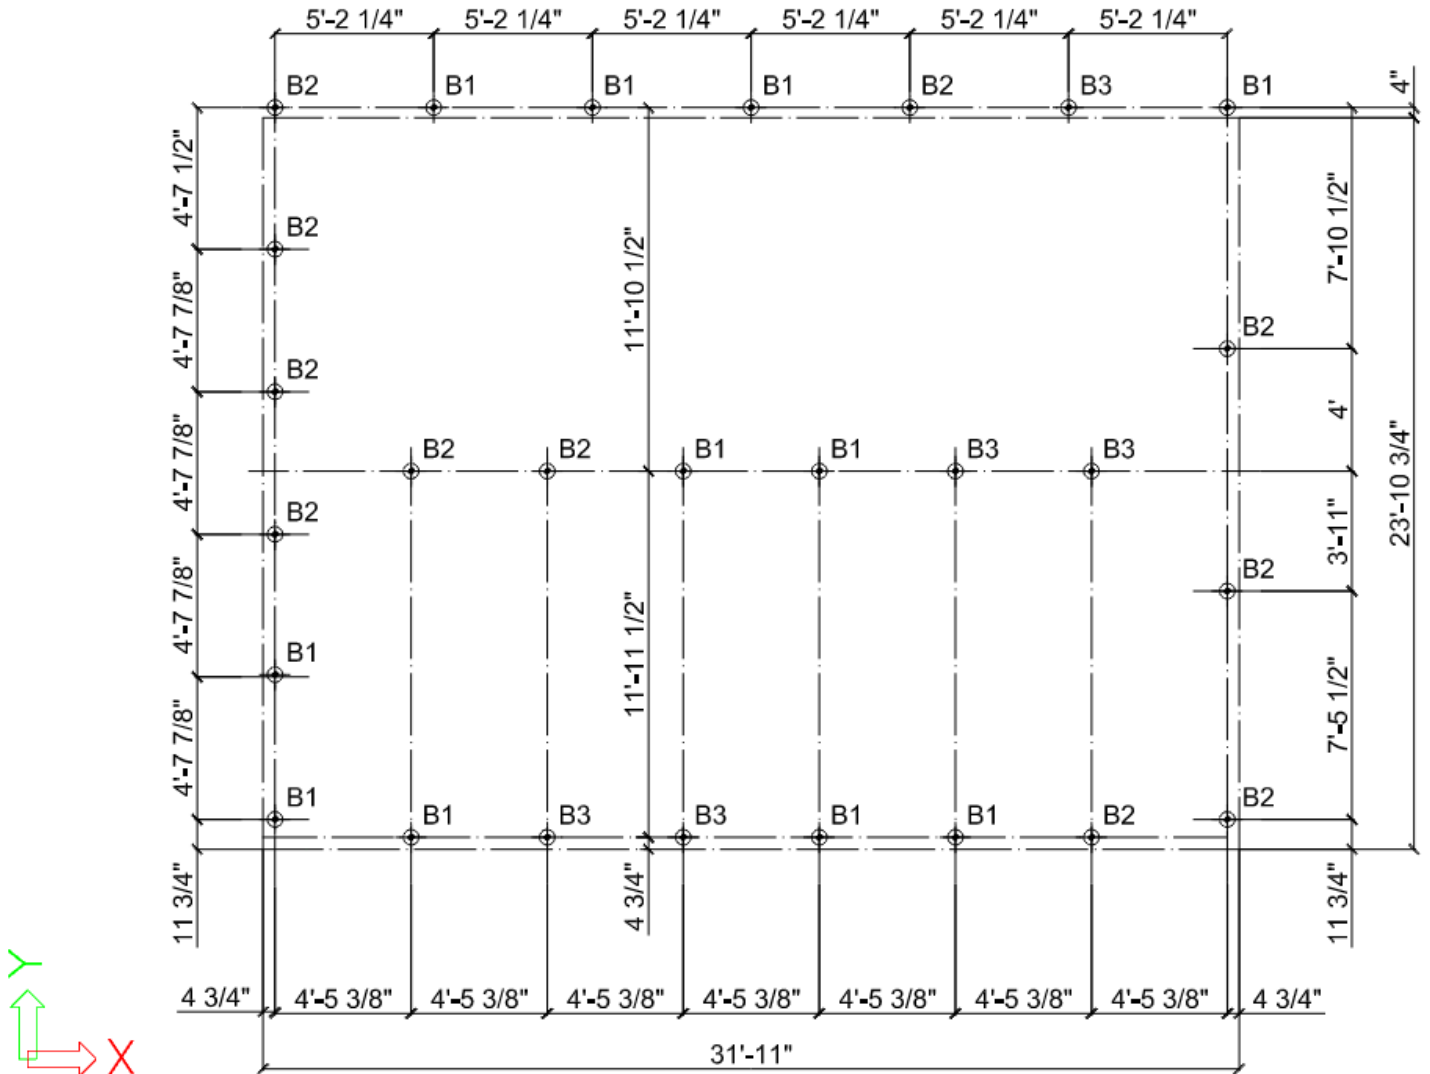 5'-2 1/4" 5'-2 1/4" 5'-2 1/4" 5'-2 1/4" 5'-2 1/4" 5'-2 1/4"
B2 B1 B1 B1 B2 B3 B1
4"
4'-7 1/2"
7'-10 1/2"
B2
11'-10 1/2"
4'-7 7/8"
B2
B2
4'
B2 B2 B1 B1 B3 B3
4'-7 7/8"
23'-10 3/4"
B2
3'-11"
B2
4'-7 7/8"
11'-11 1/2"
B1
7'-5 1/2"
4'-7 7/8"
B1
B2
B1 B3 B3 B1 B1 B2
11 3/4"
4 3/4"
11 3/4"
Y
4 3/4" 4'-5 3/8" 4'-5 3/8" 4'-5 3/8" 4'-5 3/8" 4'-5 3/8" 4'-5 3/8" 4'-5 3/8" 4 3/4"
X
31'-11"